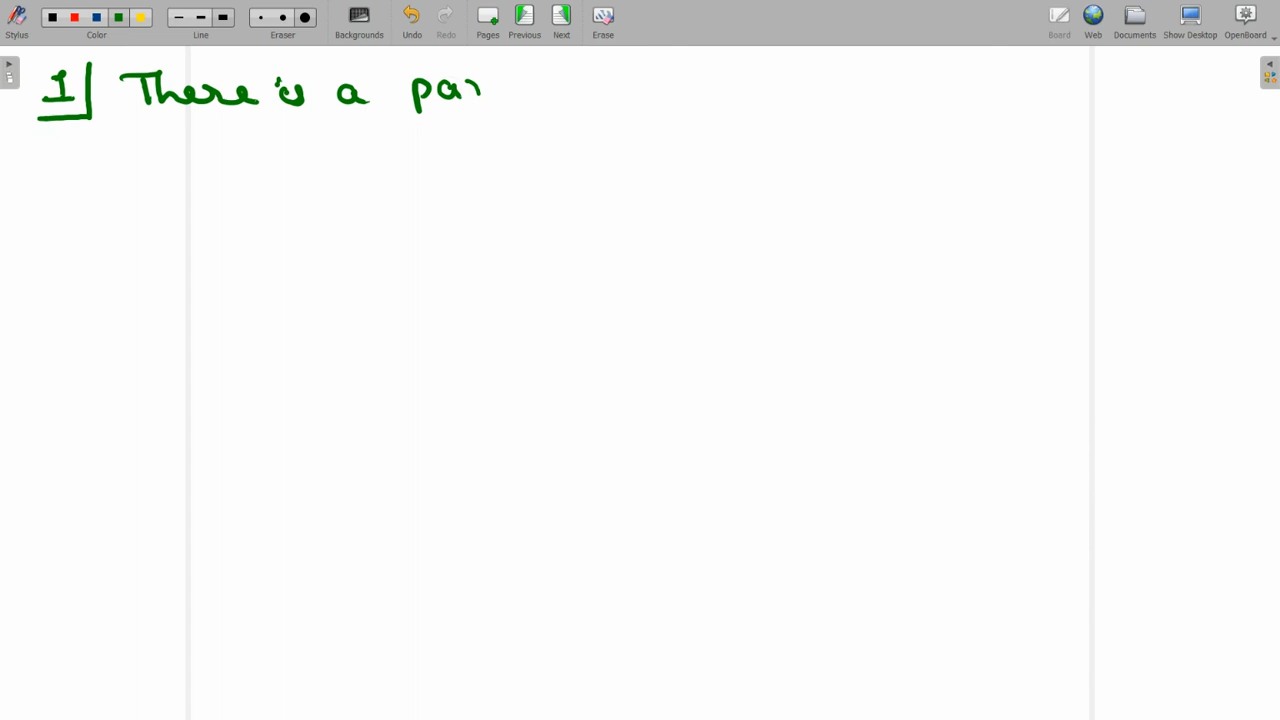 Stylus Color Line Eraser Backgrounds Undo Redo Pages Previous Next Erase Board Web Documents Show Desktop OpenBoard
1 There is a